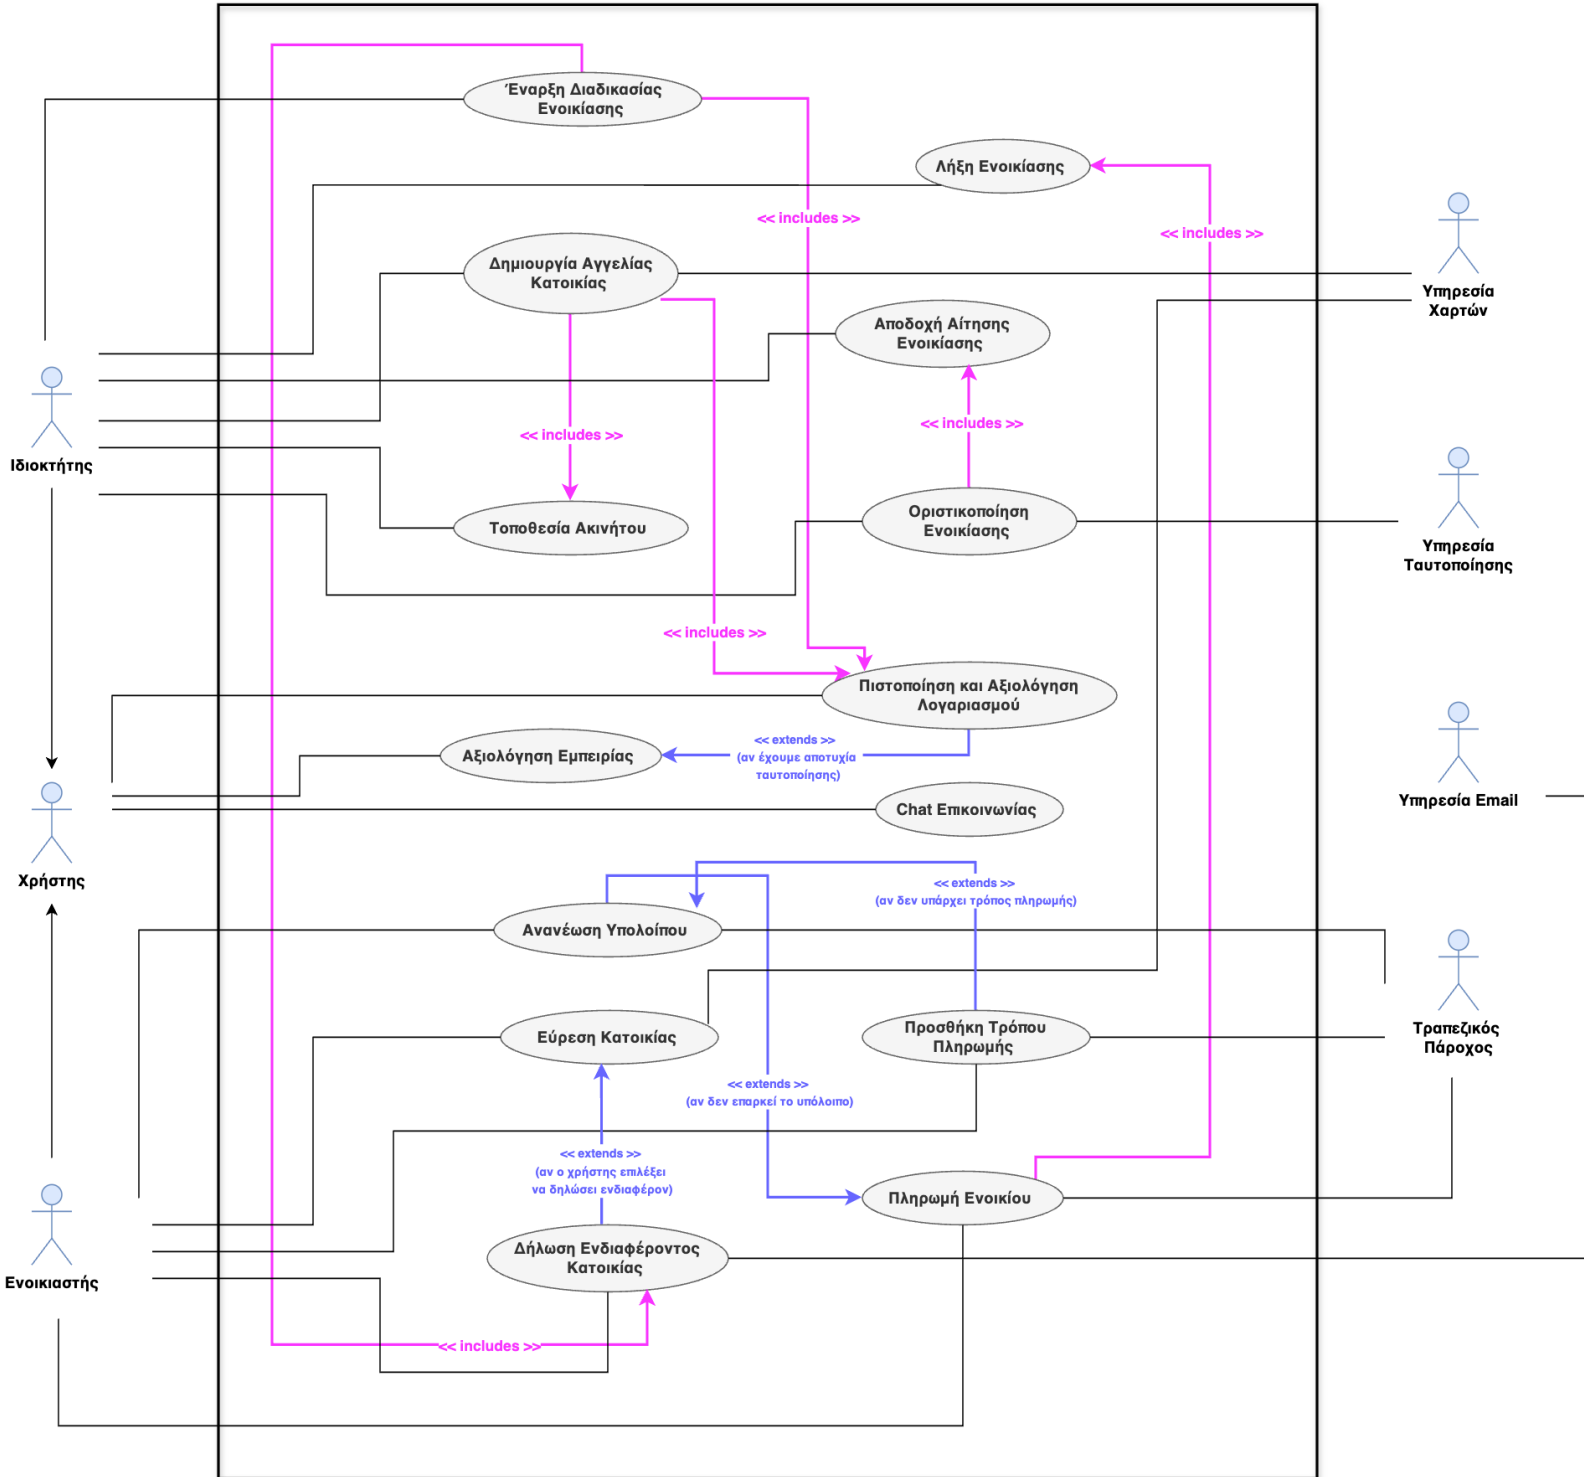 Έναρξη Διαδικασίας
Ενοικίασης
Λήξη Ενοικίασης
<< includes >>
<< includes >>
Δημιουργία Αγγελίας
Κατοικίας
Υπηρεσία
Χαρτών
Αποδοχή Αίτησης
Ενοικίασης
<< includes >>
<< includes >>
Ιδιοκτήτης
Τοποθεσία Ακινήτου
Οριστικοποίηση
Ενοικίασης
Υπηρεσία
Ταυτοποίησης
<< includes >>
Πιστοποίηση και Αξιολόγηση
Λογαριασμού
Αξιολόγηση Εμπειρίας
<< extends >>
(αν έχουμε αποτυχία
ταυτοποίησης)
Υπηρεσία Email
Chat Επικοινωνίας
Χρήστης
<< extends >>
(αν δεν υπάρχει τρόπος πληρωμής)
Ανανέωση Υπολοίπου
Εύρεση Κατοικίας
Προσθήκη Τρόπου
Πληρωμής
Τραπεζικός
Πάροχος
<< extends >>
(αν δεν επαρκεί το υπόλοιπο)
<< extends >>
(αν ο χρήστης επιλέξει
να δηλώσει ενδιαφέρον)
Πληρωμή Ενοικίου
Δήλωση Ενδιαφέροντος
Κατοικίας
Ενοικιαστής
<< includes >>